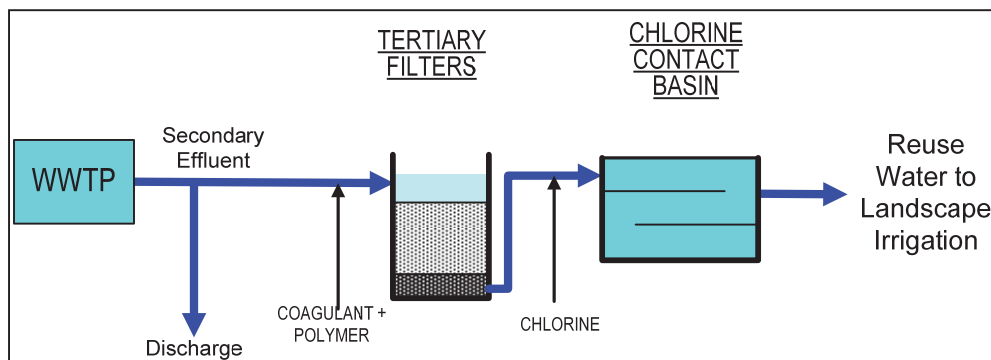 TERTIARY
FILTERS
CHLORINE
CONTACT
BASIN
WWTP
Secondary
Effluent
Reuse
Water to
Landscape
Irrigation
COAGULANT +
POLYMER
CHLORINE
Discharge